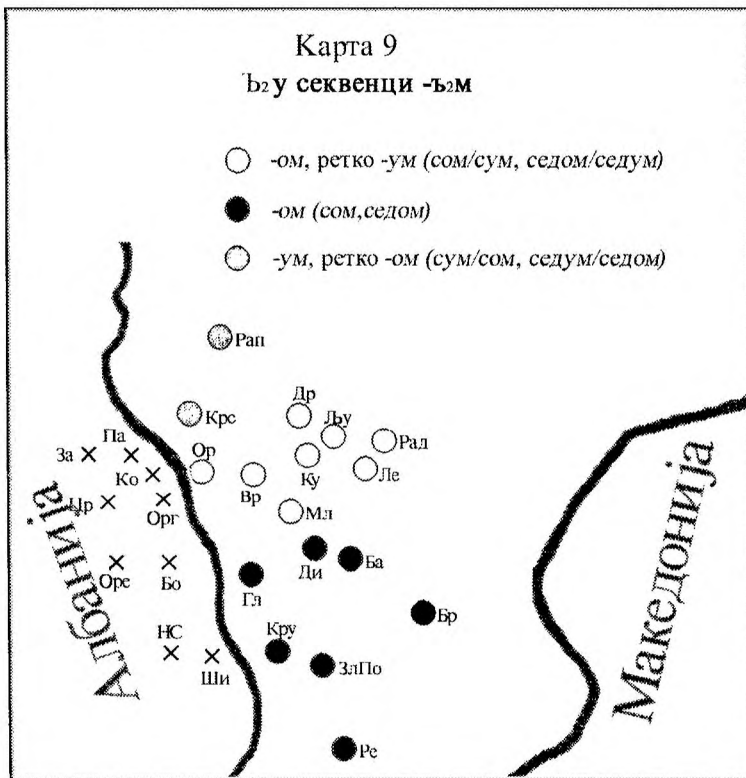 Карта 9
Ъ₂ у секвенци -ъ₂м
-ом, ретко -ум (сом/сум, седом/седум)
-ом (сом,седом)
-ум, ретко -ом (сум/сом, седум/седом)
Рап
Крс
Др
Љу
Рад
Па
За
Ко
Ор
Вр
Ку
Ле
Цр
Орг
Мл
Оре
Бо
Гл
Ди
Ба
Бр
НС
Ши
Кру
ЗлПо
Ре
Албанија
Македонија